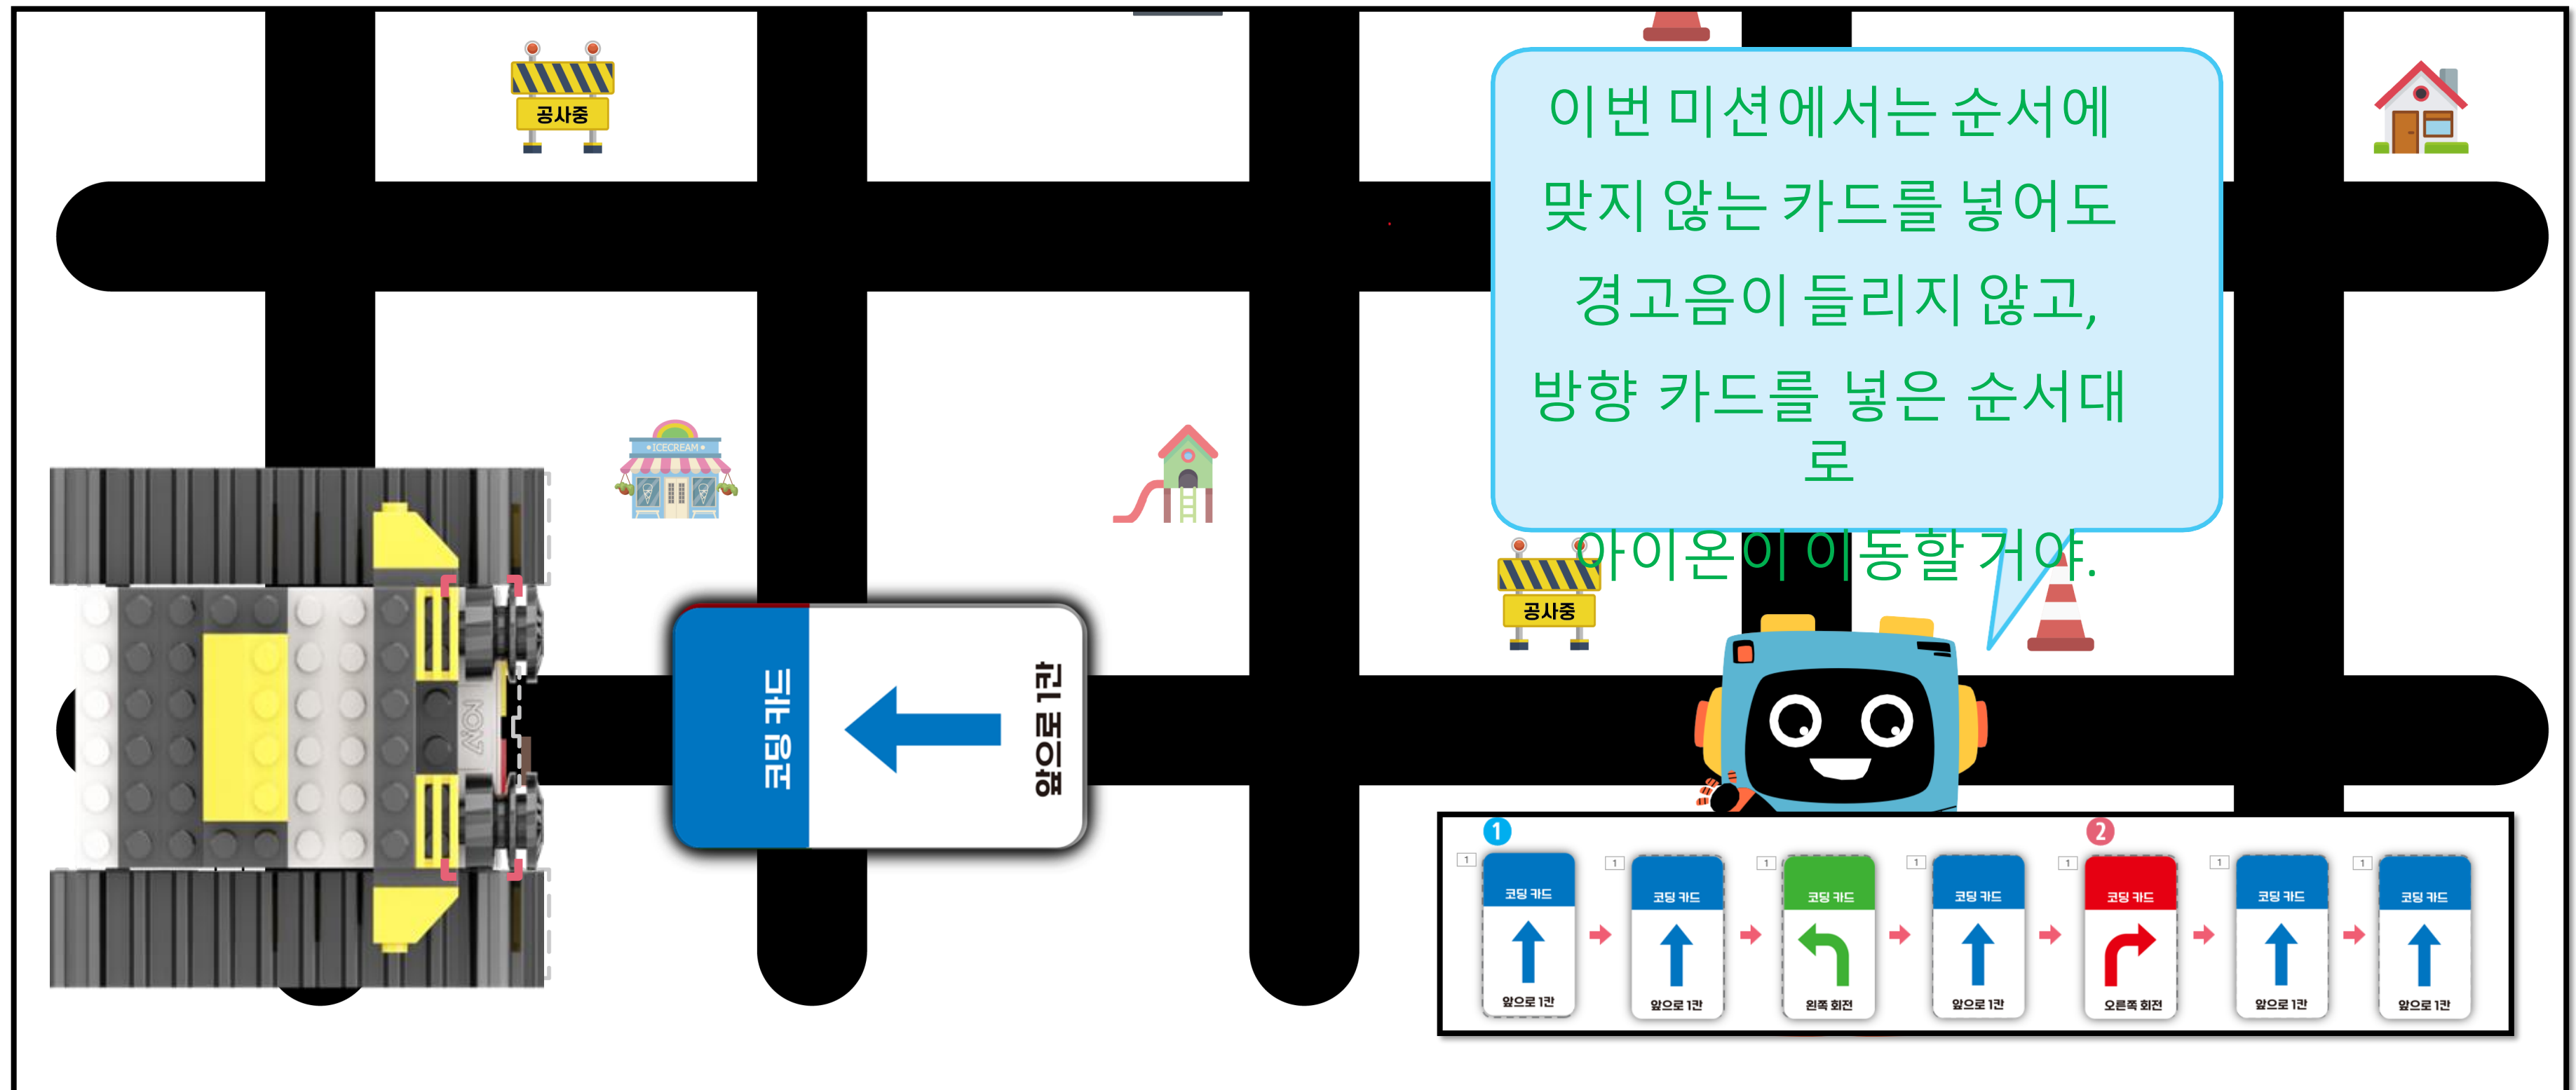 공사중
이번 미션에서는 순서에
맞지 않는 카드를 넣어도
경고음이 들리지 않고,
방향 카드를 넣은 순서대
로
아이온이 이동할 거야.
ICECREAM
공사중
AION
코딩 카드
앞으로 1칸
1 2
1 1 1 1 1 1 1
코딩 카드 코딩 카드 코딩 카드 코딩 카드 코딩 카드 코딩 카드 코딩 카드
앞으로 1칸 앞으로 1칸 왼쪽 회전 앞으로 1칸 오른쪽 회전 앞으로 1칸 앞으로 1칸